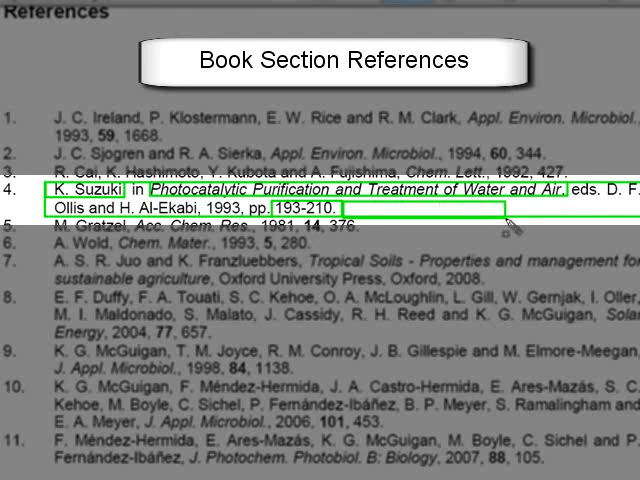 References
Book Section References
1. J. C. Ireland, P. Klostermann, E. W. Rice and R. M. Clark, Appl. Environ. Microbiol.,
1993, 59, 1668.
2. J. C. Sjogren and R. A. Sierka, Appl. Environ. Microbiol., 1994, 60, 344.
3. R. Cai, K. Hashimoto, Y. Kubota and A. Fujishima, Chem. Lett., 1992, 427.
4. K. Suzuki in Photocatalytic Purification and Treatment of Water and Air, eds. D. F.
Ollis and H. Al-Ekabi, 1993, pp. 193-210.
5. M. Gratzel, Acc. Chem. Res., 1981, 14, 376.
6. A. Wold, Chem. Mater., 1993, 5, 280.
7. A. S. R. Juo and K. Franzluebbers, Tropical Soils - Properties and management for
sustainable agriculture, Oxford University Press, Oxford, 2008.
8. E. F. Duffy, F. A. Touati, S. C. Kehoe, O. A. McLoughlin, L. Gill, W. Gernjak, I. Oller,
M. I. Maldonado, S. Malato, J. Cassidy, R. H. Reed and K. G. McGuigan, Solar
Energy, 2004, 77, 657.
9. K. G. McGuigan, T. M. Joyce, R. M. Conroy, J. B. Gillespie and M. Elmore-Meegan,
J. Appl. Microbiol., 1998, 84, 1138.
10. K. G. McGuigan, F. Méndez-Hermida, J. A. Castro-Hermida, E. Ares-Mazás, S. C.
Kehoe, M. Boyle, C. Sichel, P. Fernández-Ibáñez, B. P. Meyer, S. Ramalingham and
E. A. Meyer, J. Appl. Microbiol., 2006, 101, 453.
11. F. Méndez-Hermida, E. Ares-Mazás, K. G. McGuigan, M. Boyle, C. Sichel and P.
Fernández-Ibáñez, J. Photochem. Photobiol. B: Biology, 2007, 88, 105.